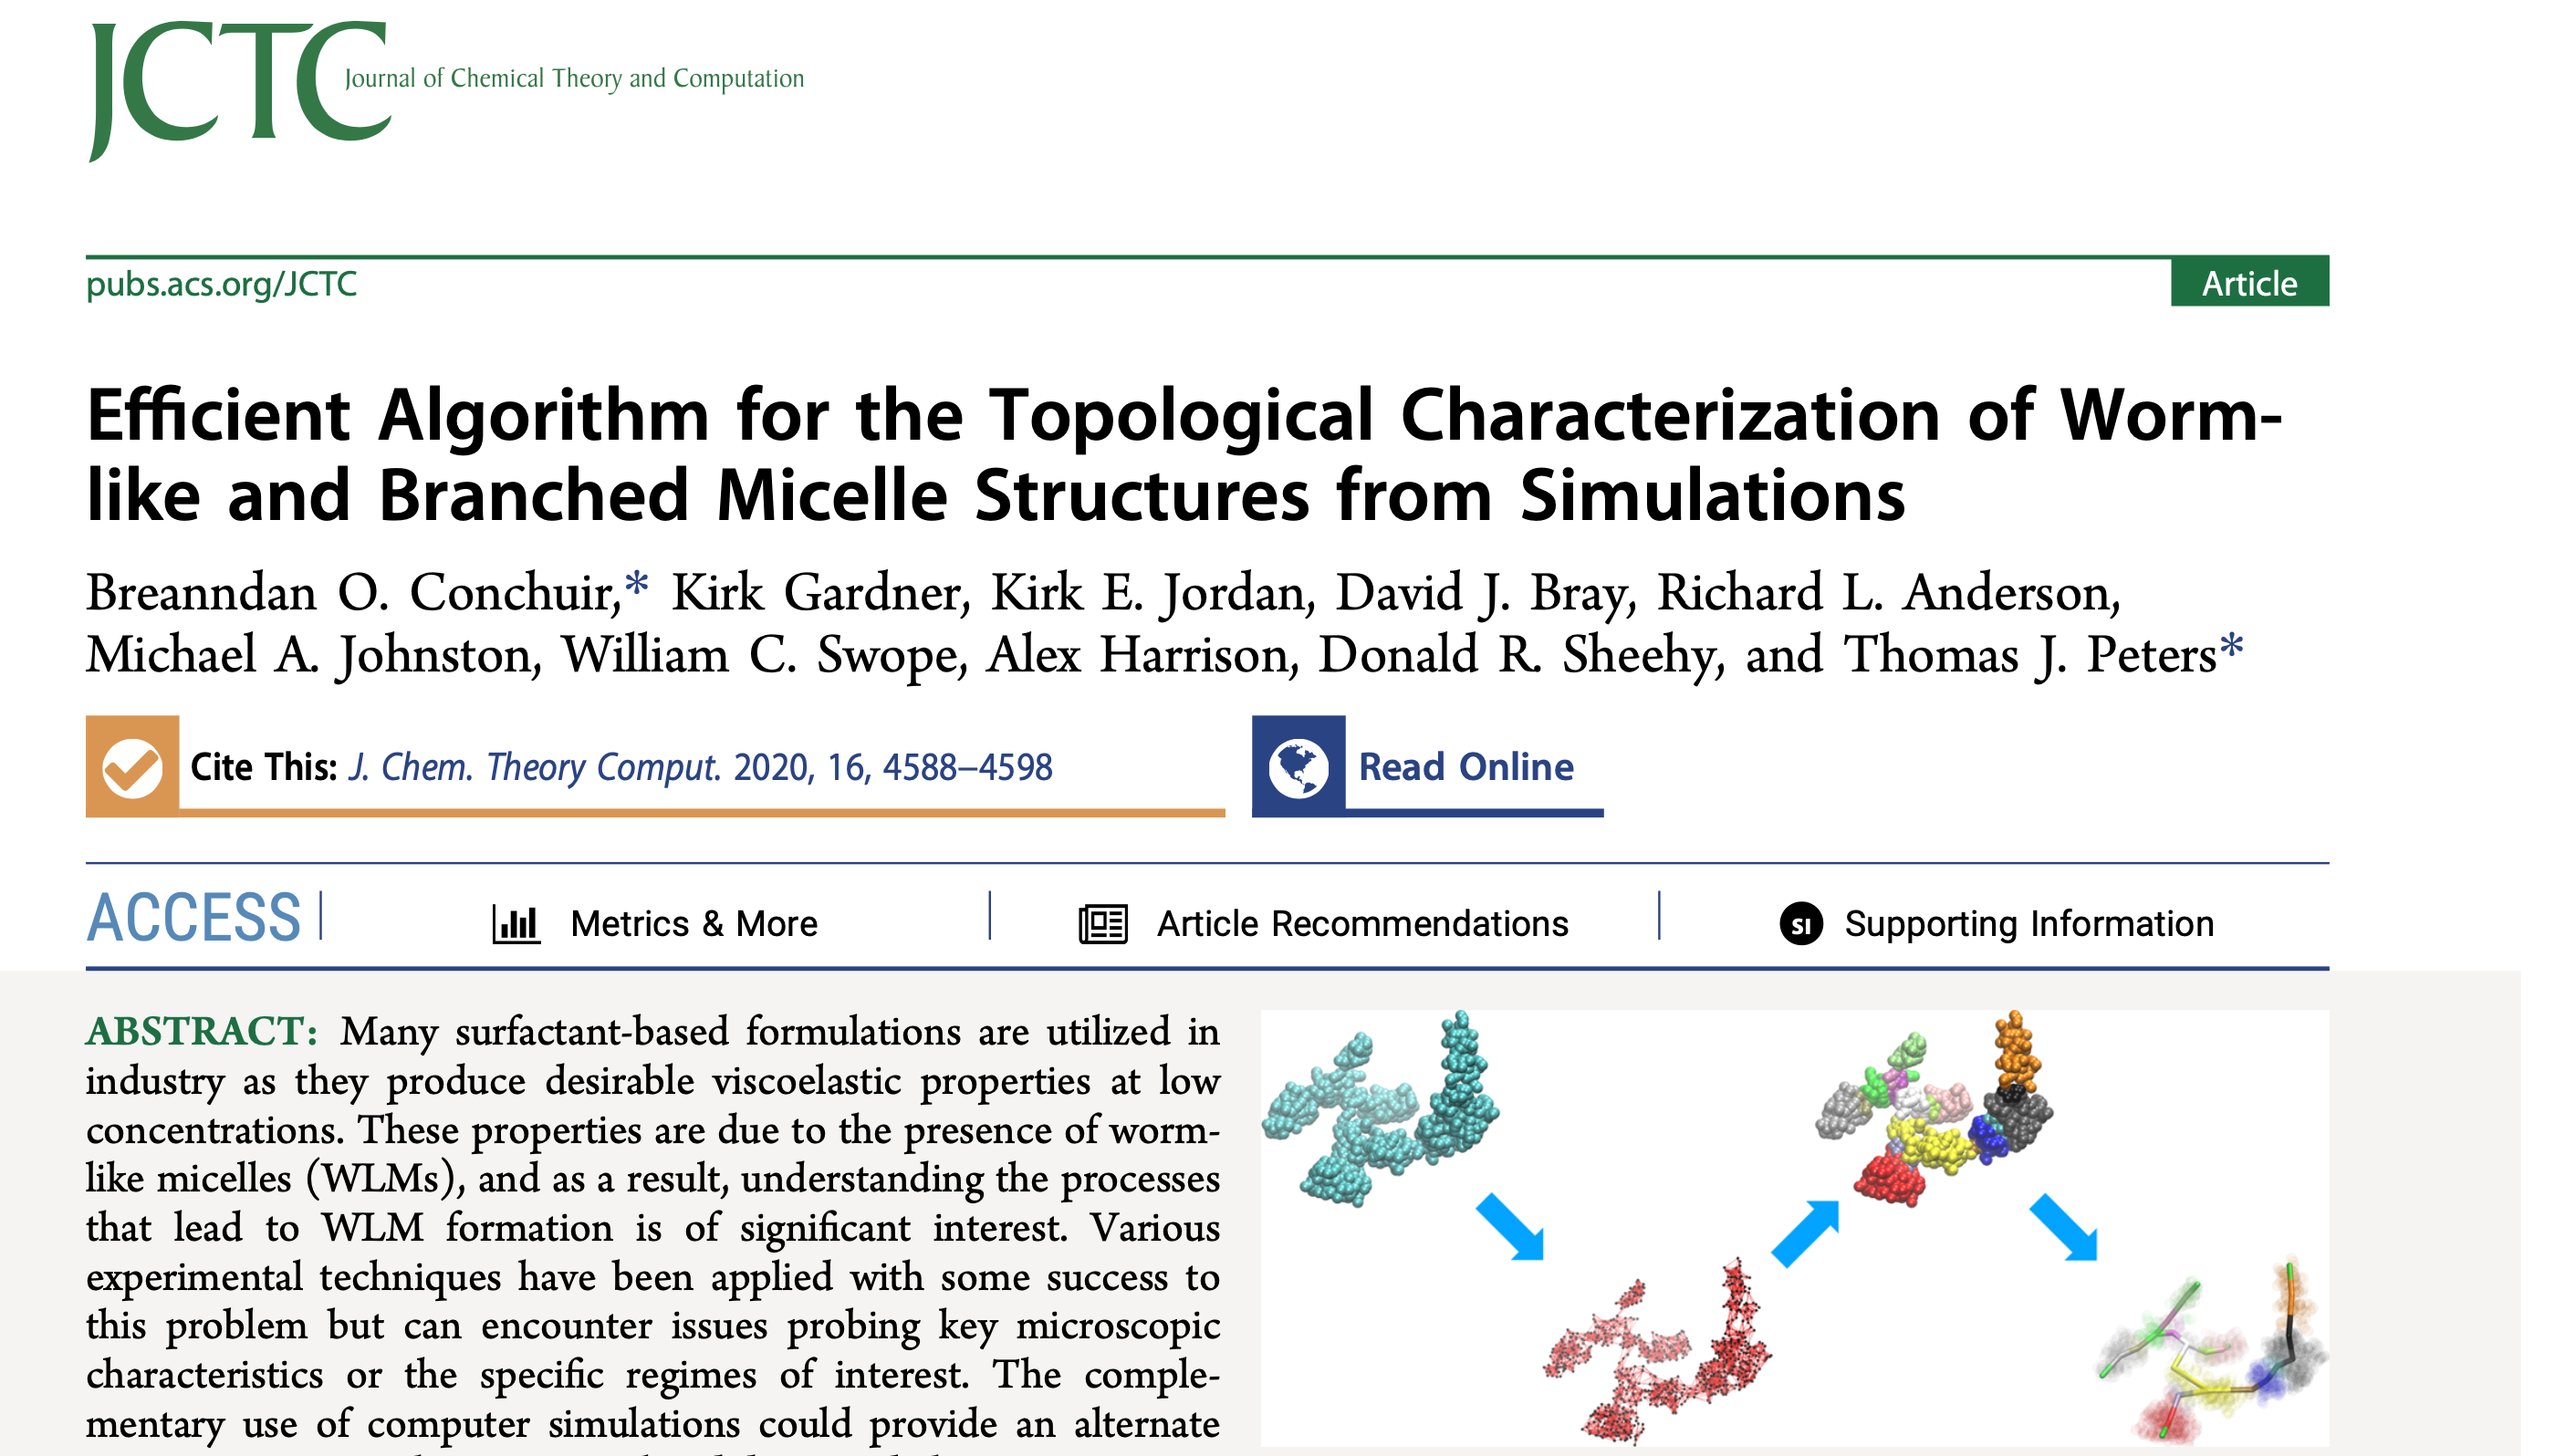 JCTC
Journal of Chemical Theory and Computation
pubs.acs.org/JCTC
Article
Efficient Algorithm for the Topological Characterization of Worm-
like and Branched Micelle Structures from Simulations
Breanndan O. Conchuir,* Kirk Gardner, Kirk E. Jordan, David J. Bray, Richard L. Anderson,
Michael A. Johnston, William C. Swope, Alex Harrison, Donald R. Sheehy, and Thomas J. Peters*
Cite This: J. Chem. Theory Comput. 2020, 16, 4588–4598
Read Online
ACCESS
Metrics & More
Article Recommendations
SI Supporting Information
ABSTRACT: Many surfactant-based formulations are utilized in
industry as they produce desirable viscoelastic properties at low
concentrations. These properties are due to the presence of worm-
like micelles (WLMs), and as a result, understanding the processes
that lead to WLM formation is of significant interest. Various
experimental techniques have been applied with some success to
this problem but can encounter issues probing key microscopic
characteristics or the specific regimes of interest. The comple-
mentary use of computer simulations could provide an alternate